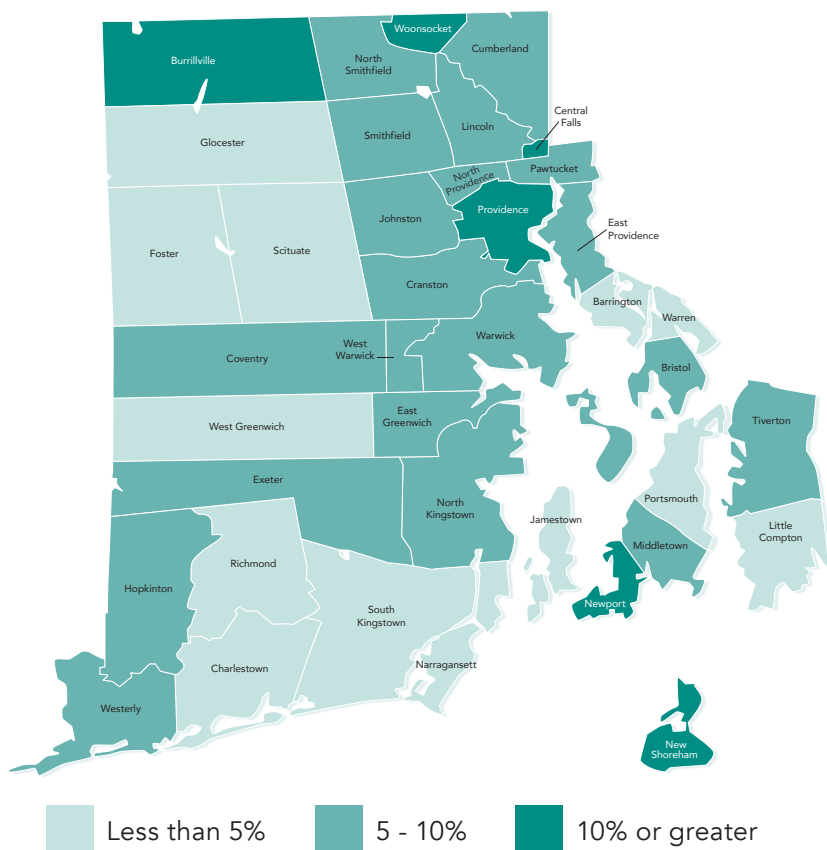 Woonsocket
Burrillville
North
Smithfield
Cumberland
Central
Falls
Glocester
Smithfield
Lincoln
North
Providence
Pawtucket
Johnston
Providence
East
Providence
Foster
Scituate
Cranston
Barrington
Warren
Coventry
West
Warwick
Warwick
Bristol
West Greenwich
East
Greenwich
Tiverton
Exeter
North
Kingstown
Portsmouth
Jamestown
Little
Compton
Middletown
Richmond
Hopkinton
South
Kingstown
Newport
Charlestown
Narragansett
Westerly
New
Shoreham
Less than 5%
5 - 10%
10% or greater